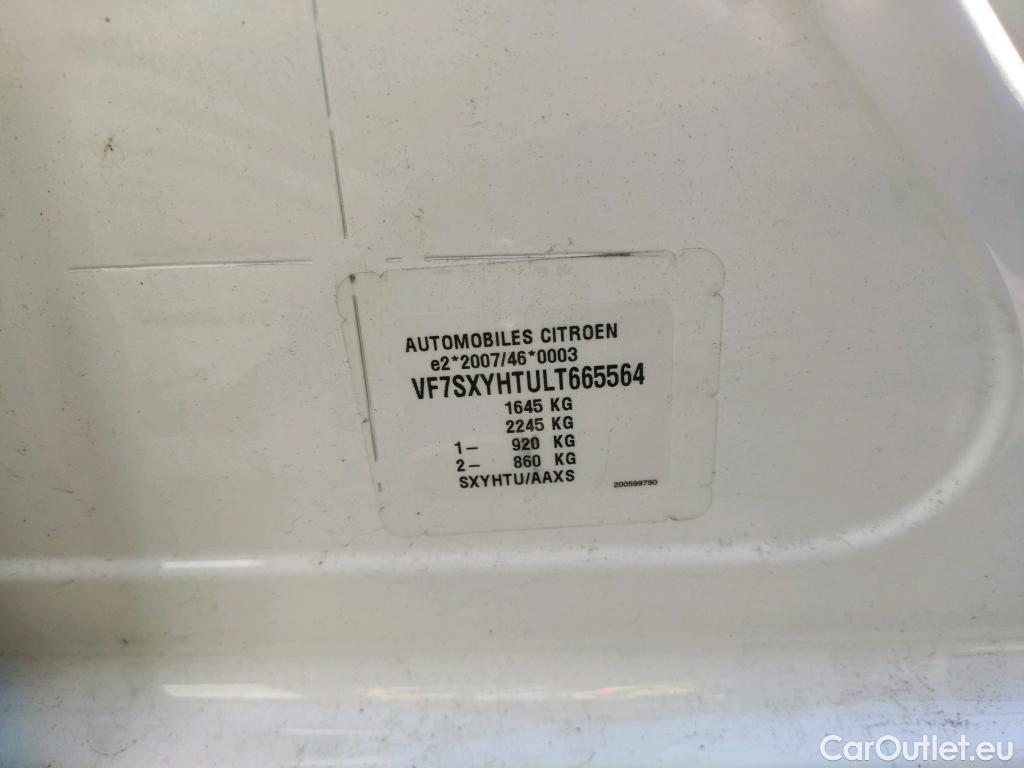 AUTOMOBILES CITROEN
e2*2007/46*0003
VF7SXYHTULT665564
1645 KG
2245 KG
1- 920 KG
2- 860 KG
SXYHTU/AAXS
200599790
CarOutlet.eu